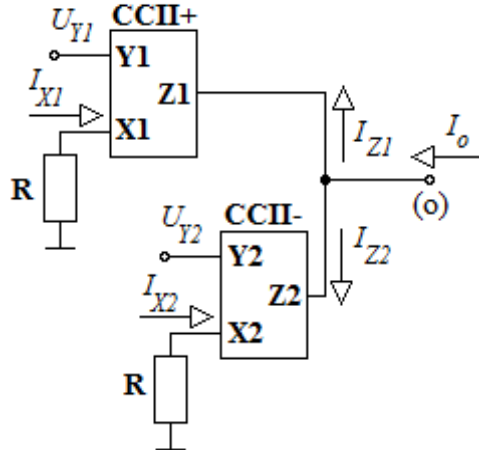 CCII+
U_Y1
Y1
I_X1
Z1
X1
I_Z1
I_o
R
(o)
CCII-
U_Y2
Y2
I_Z2
I_X2
Z2
X2
R